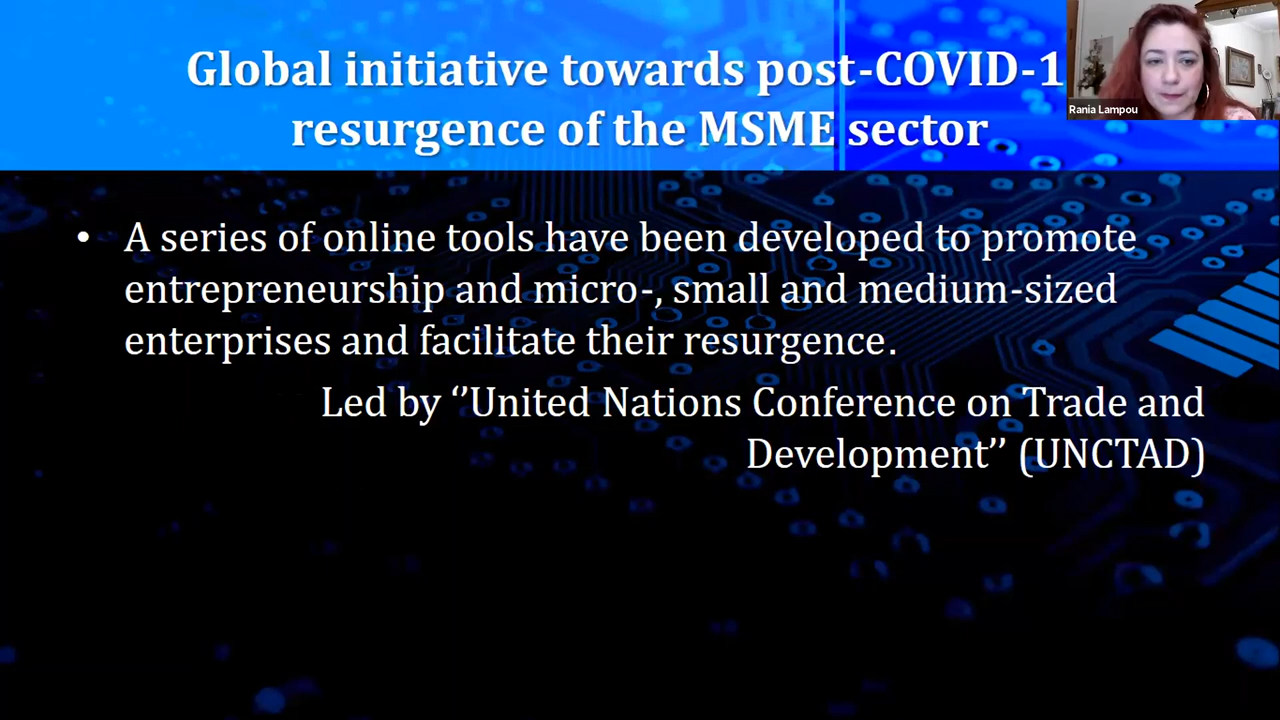 Global initiative towards post-COVID-1
resurgence of the MSME sector
Rania Lampou
• A series of online tools have been developed to promote
entrepreneurship and micro-, small and medium-sized
enterprises and facilitate their resurgence.
Led by ‘’United Nations Conference on Trade and
Development’’ (UNCTAD)